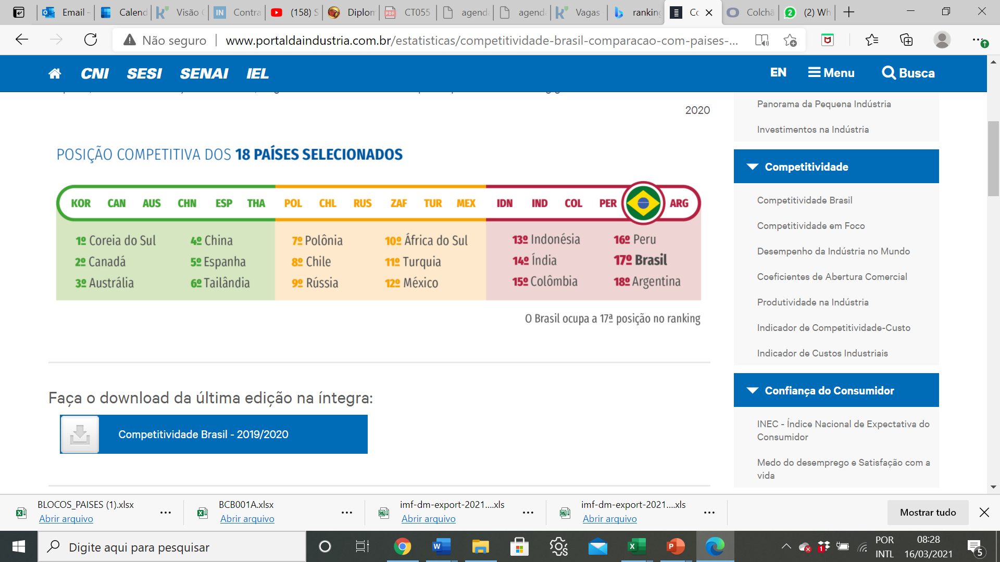 Email -
Calend
Visão
Contra
(158) S
Diplom
CT055
agend
agend
Vagas
ranking
Colchã
(2) Wh
Não seguro
www.portaldaindustria.com.br/estatisticas/competitividade-brasil-comparacao-com-paises-...
CNI SESI SENAI IEL
EN Menu Busca
2020
POSIÇÃO COMPETITIVA DOS 18 PAÍSES SELECIONADOS
KOR CAN AUS CHN ESP THA POL CHL RUS ZAF TUR MEX IDN IND COL PER ARG
1º Coreia do Sul
2º Canadá
3º Austrália
4º China
5º Espanha
6º Tailândia
7º Polônia
8º Chile
9º Rússia
10º África do Sul
11º Turquia
12º México
13º Indonésia
14º Índia
15º Colômbia
16º Peru
17º Brasil
18º Argentina
O Brasil ocupa a 17ª posição no ranking
Faça o download da última edição na íntegra:
Competitividade Brasil - 2019/2020
Panorama da Pequena Indústria
Investimentos na Indústria
Competitividade
Competitividade Brasil
Competitividade em Foco
Desempenho da Indústria no Mundo
Coeficientes de Abertura Comercial
Produtividade na Indústria
Indicador de Competitividade-Custo
Indicador de Custos Industriais
Confiança do Consumidor
INEC - Índice Nacional de Expectativa do
Consumidor
Medo do desemprego e Satisfação com a
vida
BLOCOS_PAISES (1).xlsx
Abrir arquivo
BCB001A.xlsx
Abrir arquivo
imf-dm-export-2021....xls
Abrir arquivo
imf-dm-export-2021....xls
Abrir arquivo
Mostrar tudo
Digite aqui para pesquisar
POR
INTL
08:28
16/03/2021
5